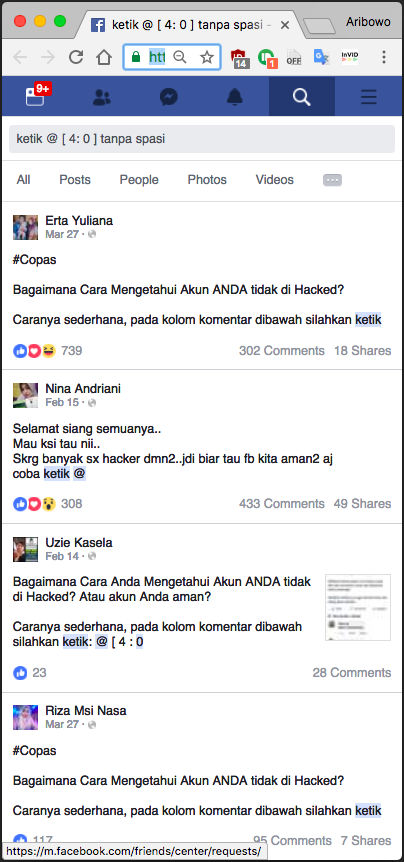 ketik @ [ 4: 0 ] tanpa spasi -
Aribowo
htt
14
1
OFF
InVID
9+
ketik @ [ 4: 0 ] tanpa spasi
All Posts People Photos Videos
Erta Yuliana
Mar 27 ·
#Copas
Bagaimana Cara Mengetahui Akun ANDA tidak di Hacked?
Caranya sederhana, pada kolom komentar dibawah silahkan ketik
739 302 Comments 18 Shares
Nina Andriani
Feb 15 ·
Selamat siang semuanya..
Mau ksi tau nii..
Skrg banyak sx hacker dmn2..jdi biar tau fb kita aman2 aj
coba ketik @
308 433 Comments 49 Shares
Uzie Kasela
Feb 14 ·
Bagaimana Cara Anda Mengetahui Akun ANDA tidak
di Hacked? Atau akun Anda aman?
Caranya sederhana, pada kolom komentar dibawah
silahkan ketik: @ [ 4 : 0
23 28 Comments
Riza Msi Nasa
Mar 27 ·
#Copas
Bagaimana Cara Mengetahui Akun ANDA tidak di Hacked?
Caranya sederhana, pada kolom komentar dibawah silahkan ketik
117 95 Comments 7 Shares
https://m.facebook.com/friends/center/requests/